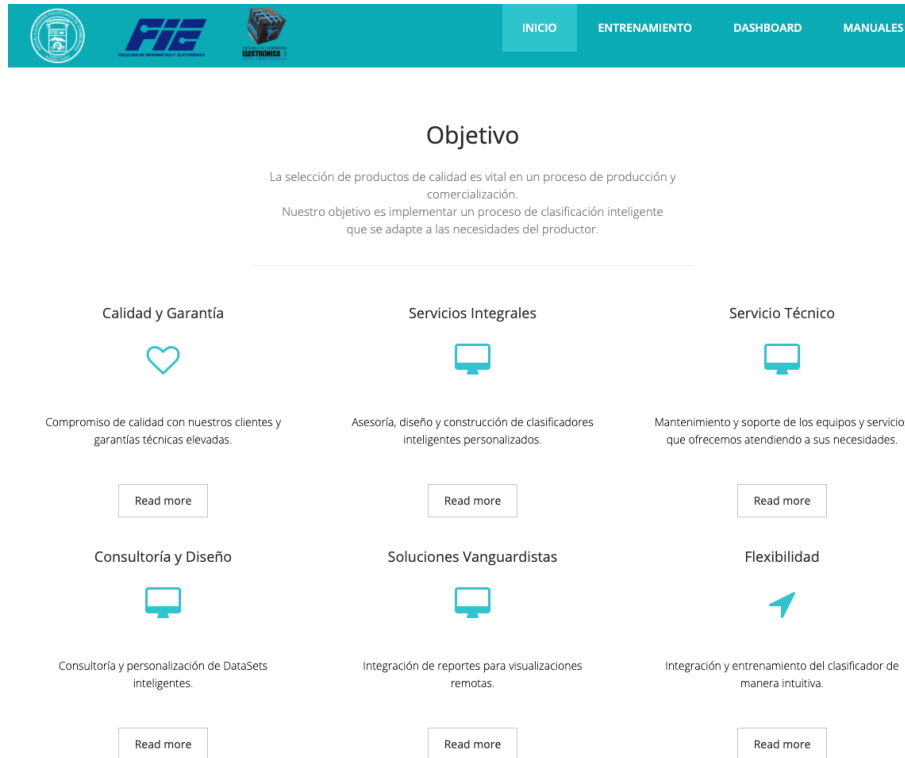 FIE
FACULTAD DE INFORMÁTICA Y ELECTRÓNICA
ELECTRONICA
INICIO ENTRENAMIENTO DASHBOARD MANUALES
Objetivo
La selección de productos de calidad es vital en un proceso de producción y
comercialización.
Nuestro objetivo es implementar un proceso de clasificación inteligente
que se adapte a las necesidades del productor.
Calidad y Garantía Servicios Integrales Servicio Técnico
Compromiso de calidad con nuestros clientes y
garantías técnicas elevadas.
Asesoría, diseño y construcción de clasificadores
inteligentes personalizados.
Mantenimiento y soporte de los equipos y servicio
que ofrecemos atendiendo a sus necesidades.
Read more Read more Read more
Consultoría y Diseño Soluciones Vanguardistas Flexibilidad
Consultoría y personalización de DataSets
inteligentes.
Integración de reportes para visualizaciones
remotas.
Integración y entrenamiento del clasificador de
manera intuitiva.
Read more Read more Read more